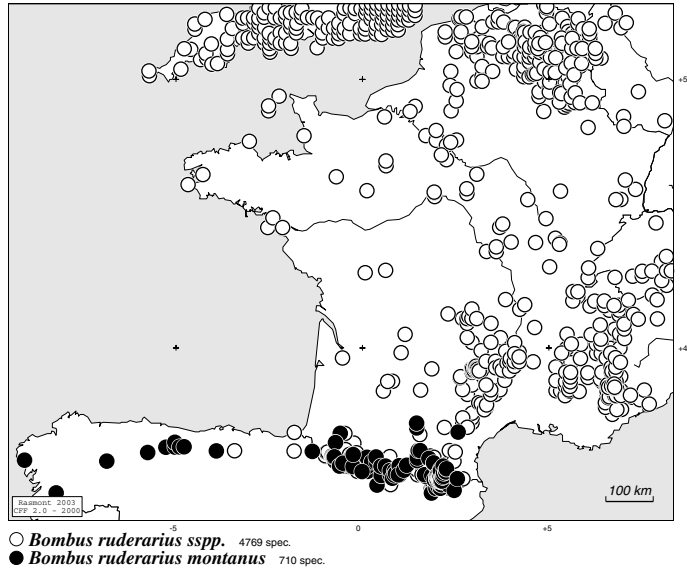 +5
+4
Rasmont 2003
CFF 2.0 - 2000
100 km
-5
0
+5
Bombus ruderarius sspp. 4769 spec.
Bombus ruderarius montanus 710 spec.